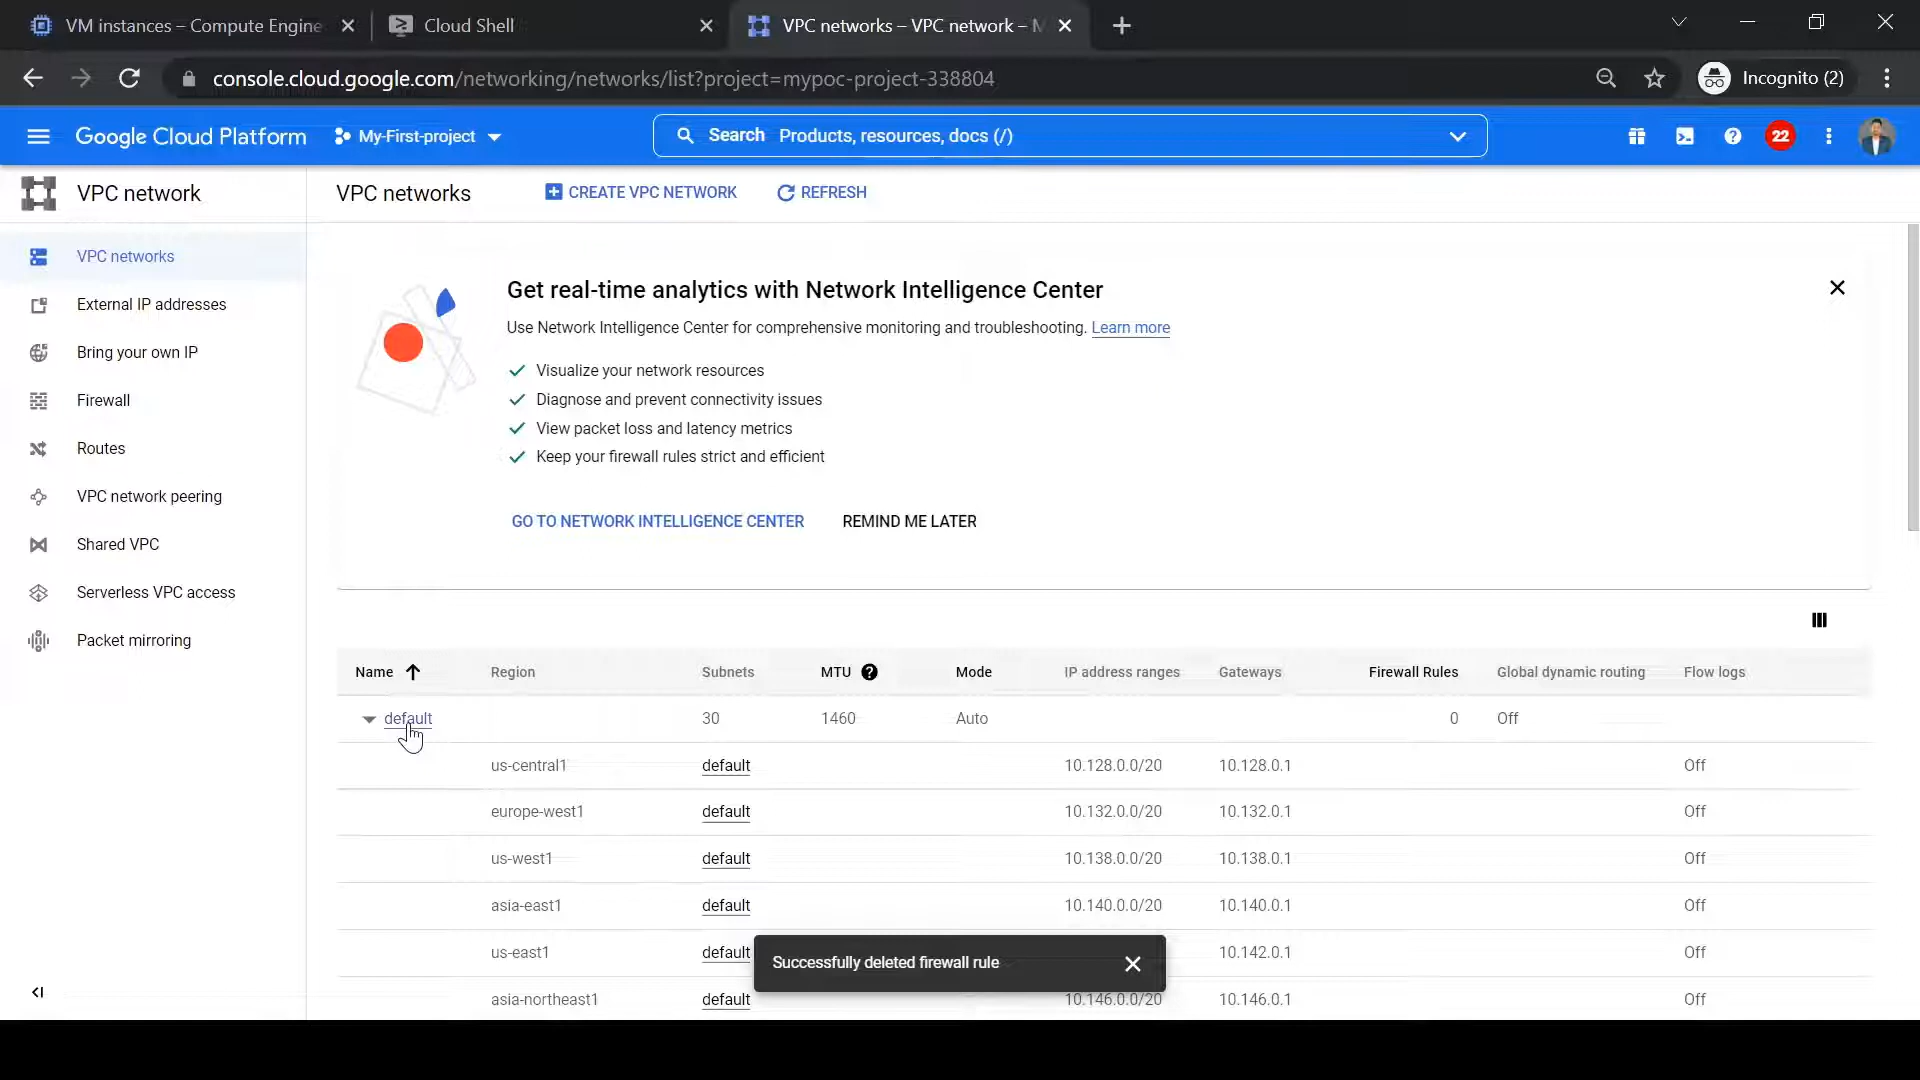 VM instances – Compute Engine
Cloud Shell
VPC networks – VPC network – M
console.cloud.google.com/networking/networks/list?project=mypoc-project-338804
Incognito (2)
Google Cloud Platform
My-First-project
Search Products, resources, docs (/)
22
VPC network
VPC networks
CREATE VPC NETWORK
REFRESH
VPC networks
External IP addresses
Bring your own IP
Firewall
Routes
VPC network peering
Shared VPC
Serverless VPC access
Packet mirroring
Get real-time analytics with Network Intelligence Center
Use Network Intelligence Center for comprehensive monitoring and troubleshooting. Learn more
Visualize your network resources
Diagnose and prevent connectivity issues
View packet loss and latency metrics
Keep your firewall rules strict and efficient
GO TO NETWORK INTELLIGENCE CENTER REMIND ME LATER
Name Region Subnets MTU Mode IP address ranges Gateways Firewall Rules Global dynamic routing Flow logs
default 30 1460 Auto 0 Off
us-central1 default 10.128.0.0/20 10.128.0.1 Off
europe-west1 default 10.132.0.0/20 10.132.0.1 Off
us-west1 default 10.138.0.0/20 10.138.0.1 Off
asia-east1 default 10.140.0.0/20 10.140.0.1 Off
us-east1 default 10.142.0.1 Off
Successfully deleted firewall rule
asia-northeast1 default 10.146.0.0/20 10.146.0.1 Off